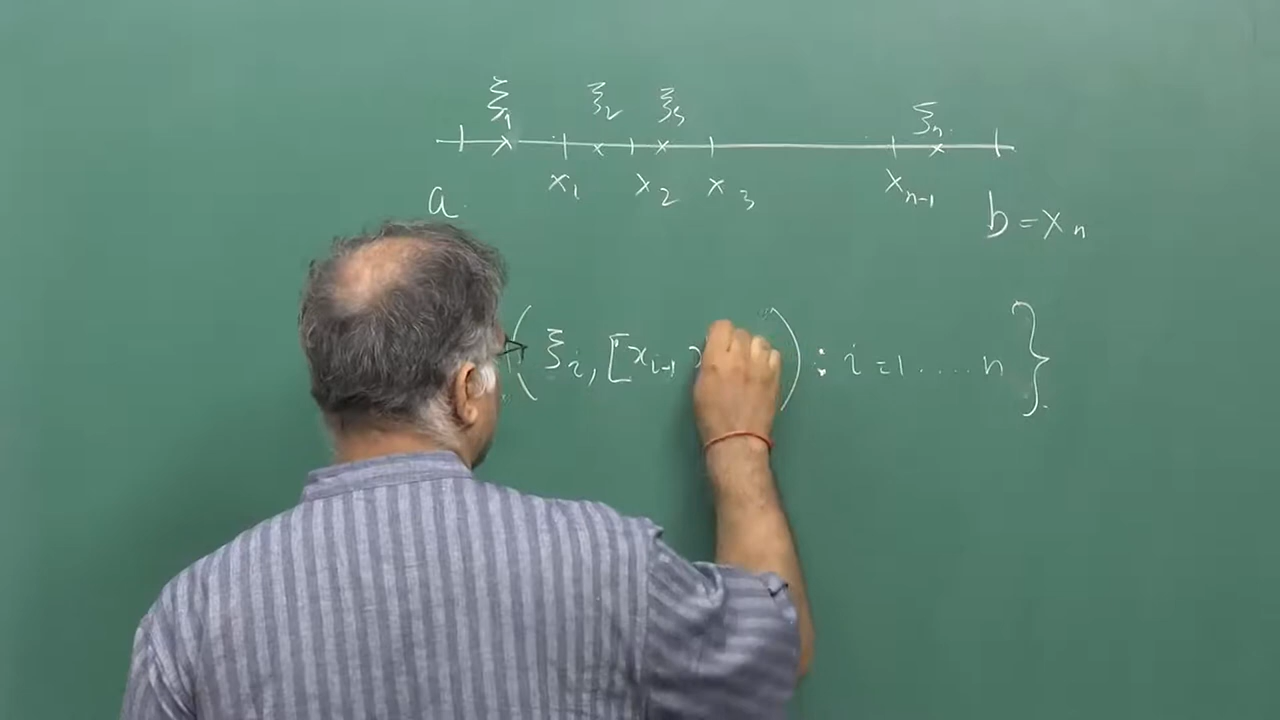 ξ₁ ξ₂ ξ₃ ξₙ
x₁ x₂ x₃ xₙ₋₁
a b = xₙ
( ξᵢ, [xᵢ₋₁ ) : i = 1 ..... n }